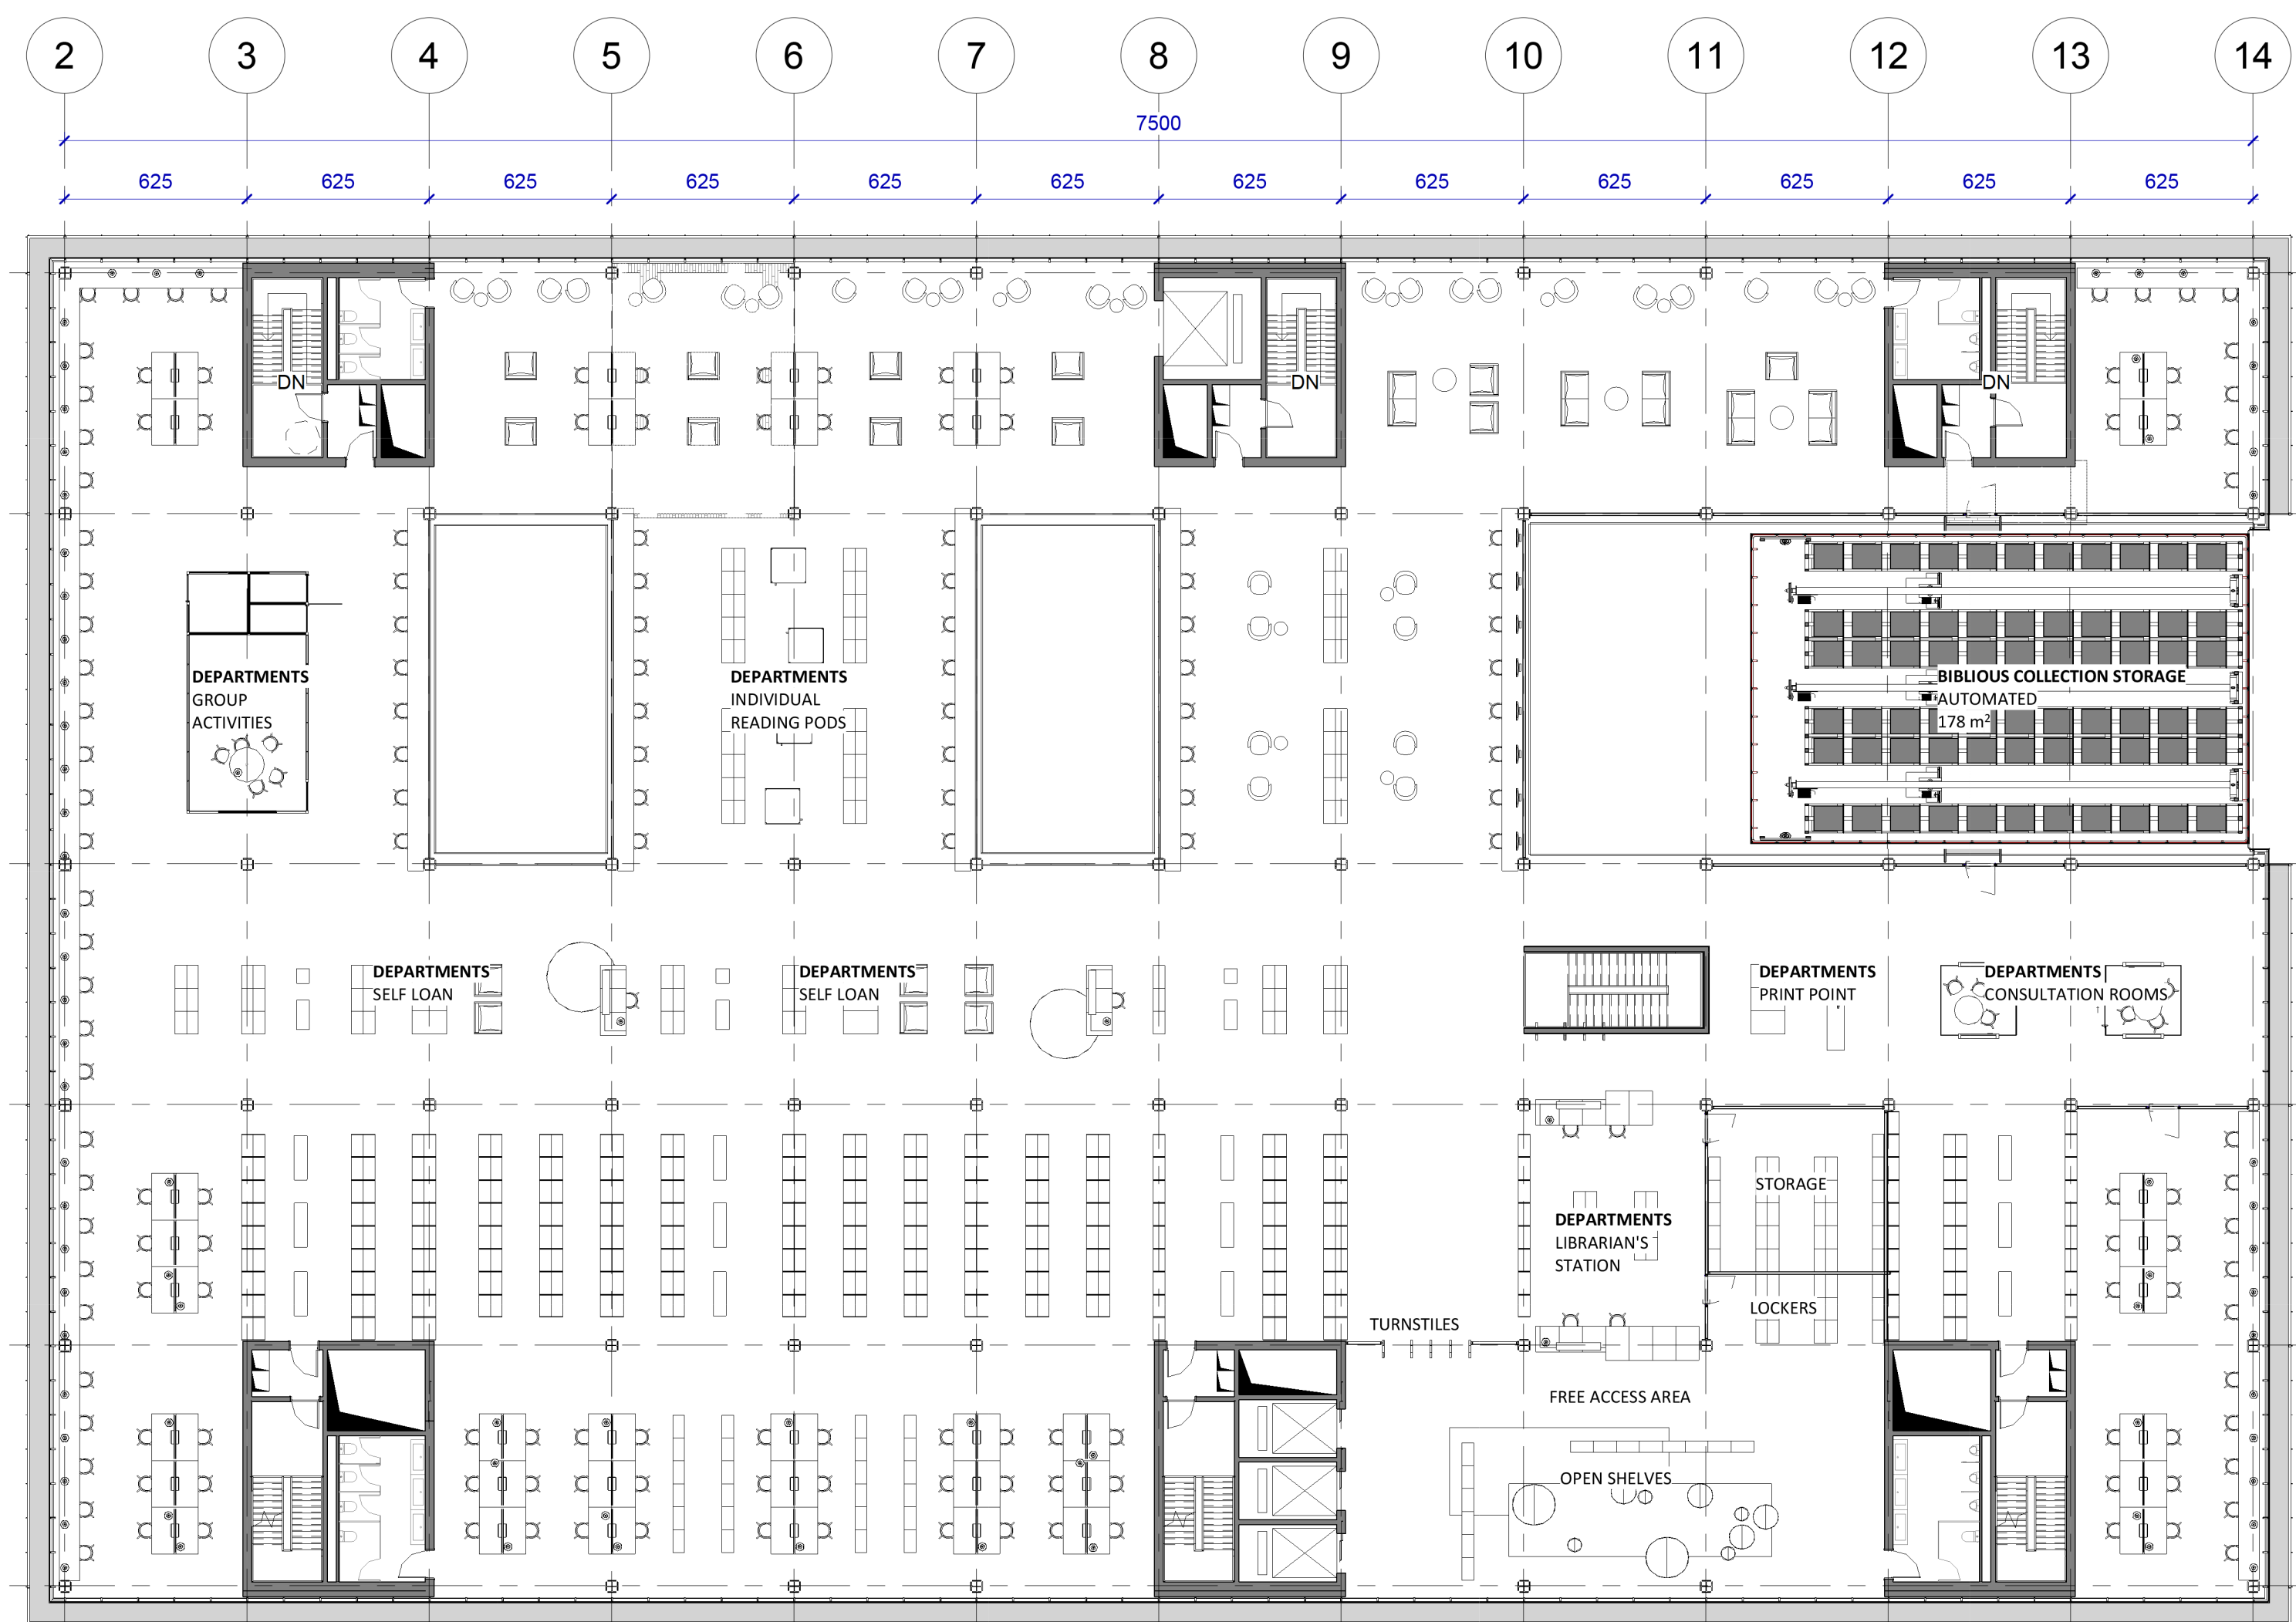 2 3 4 5 6 7 8 9 10 11 12 13 14
7500
625 625 625 625 625 625 625 625 625 625 625 625
DN DN DN
DEPARTMENTS
GROUP
ACTIVITIES
DEPARTMENTS
INDIVIDUAL
READING PODS
BIBLIOUS COLLECTION STORAGE
AUTOMATED
178 m²
DEPARTMENTS
SELF LOAN
DEPARTMENTS
SELF LOAN
DEPARTMENTS
PRINT POINT
DEPARTMENTS
CONSULTATION ROOMS
STORAGE
DEPARTMENTS
LIBRARIAN'S
STATION
LOCKERS
TURNSTILES
FREE ACCESS AREA
OPEN SHELVES